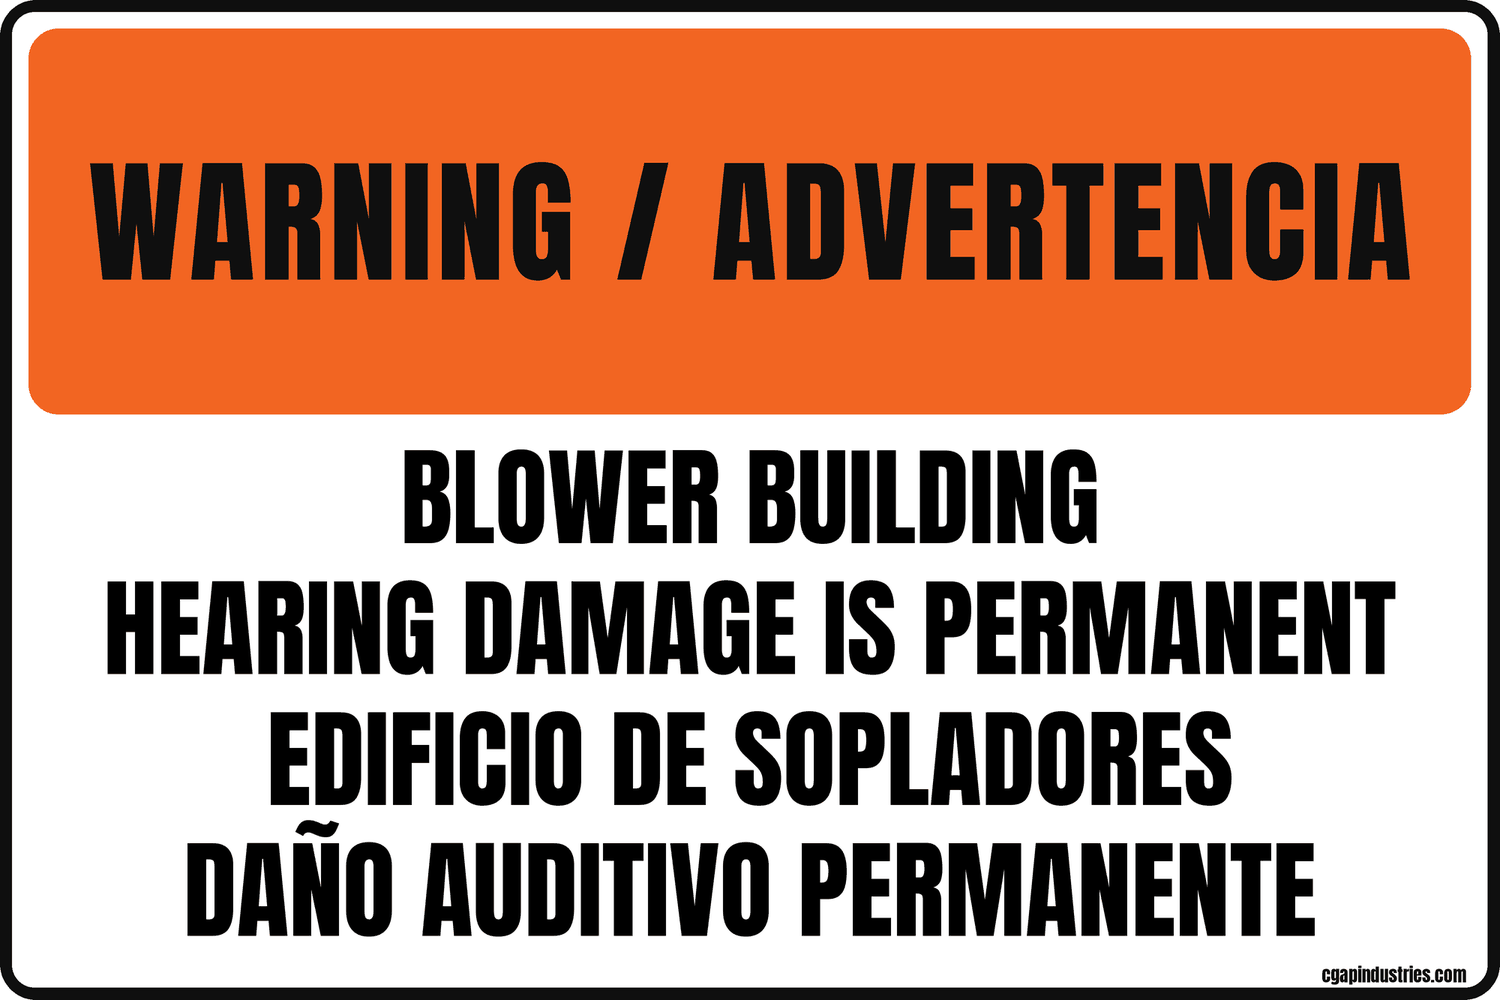 WARNING / ADVERTENCIA
BLOWER BUILDING
HEARING DAMAGE IS PERMANENT
EDIFICIO DE SOPLADORES
DAÑO AUDITIVO PERMANENTE
cgapindustries.com